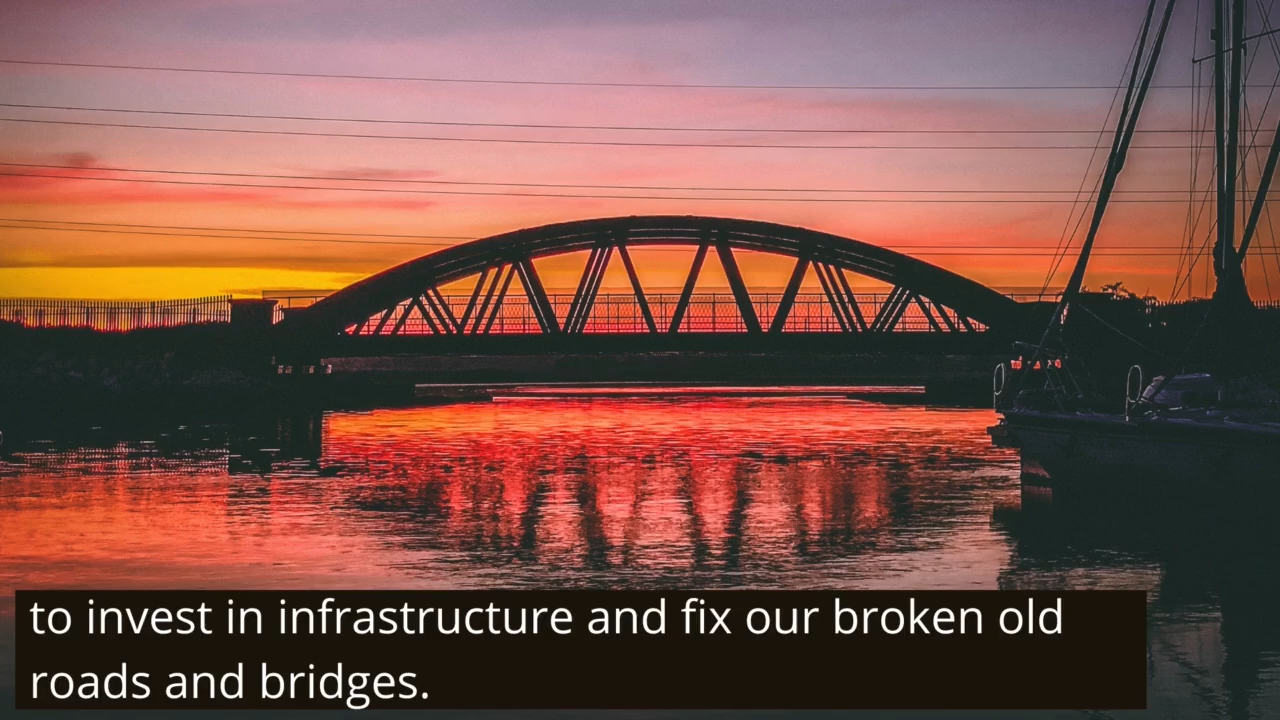 to invest in infrastructure and fix our broken old
roads and bridges.